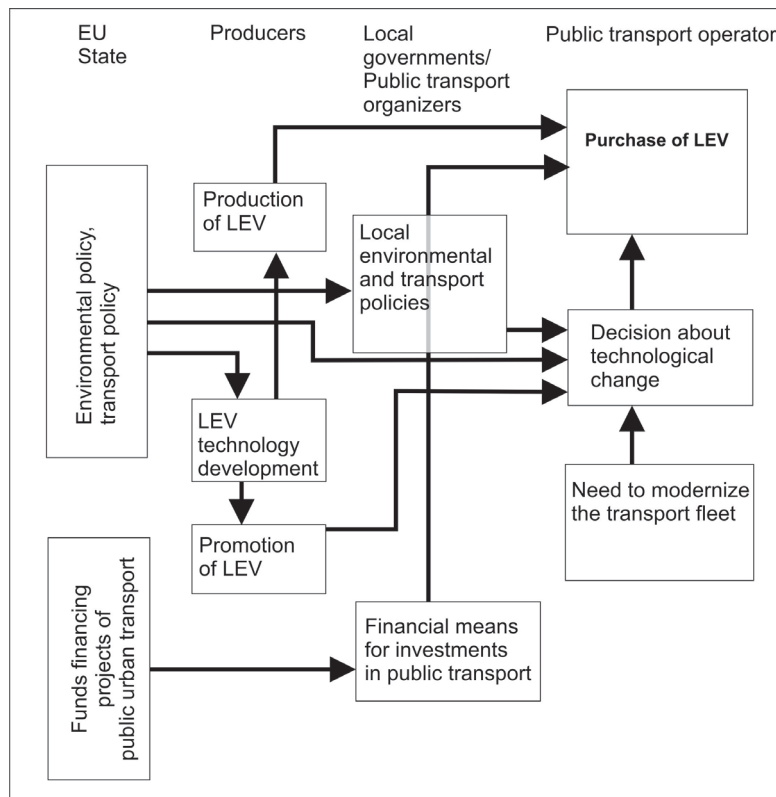 EU
State
Producers
Local
governments/
Public transport
organizers
Public transport operator
Purchase of LEV
Production
of LEV
Environmental policy,
transport policy
Local
environmental
and transport
policies
Decision about
technological
change
LEV
technology
development
Need to modernize
the transport fleet
Promotion
of LEV
Funds financing
projects of
public urban transport
Financial means
for investments
in public transport